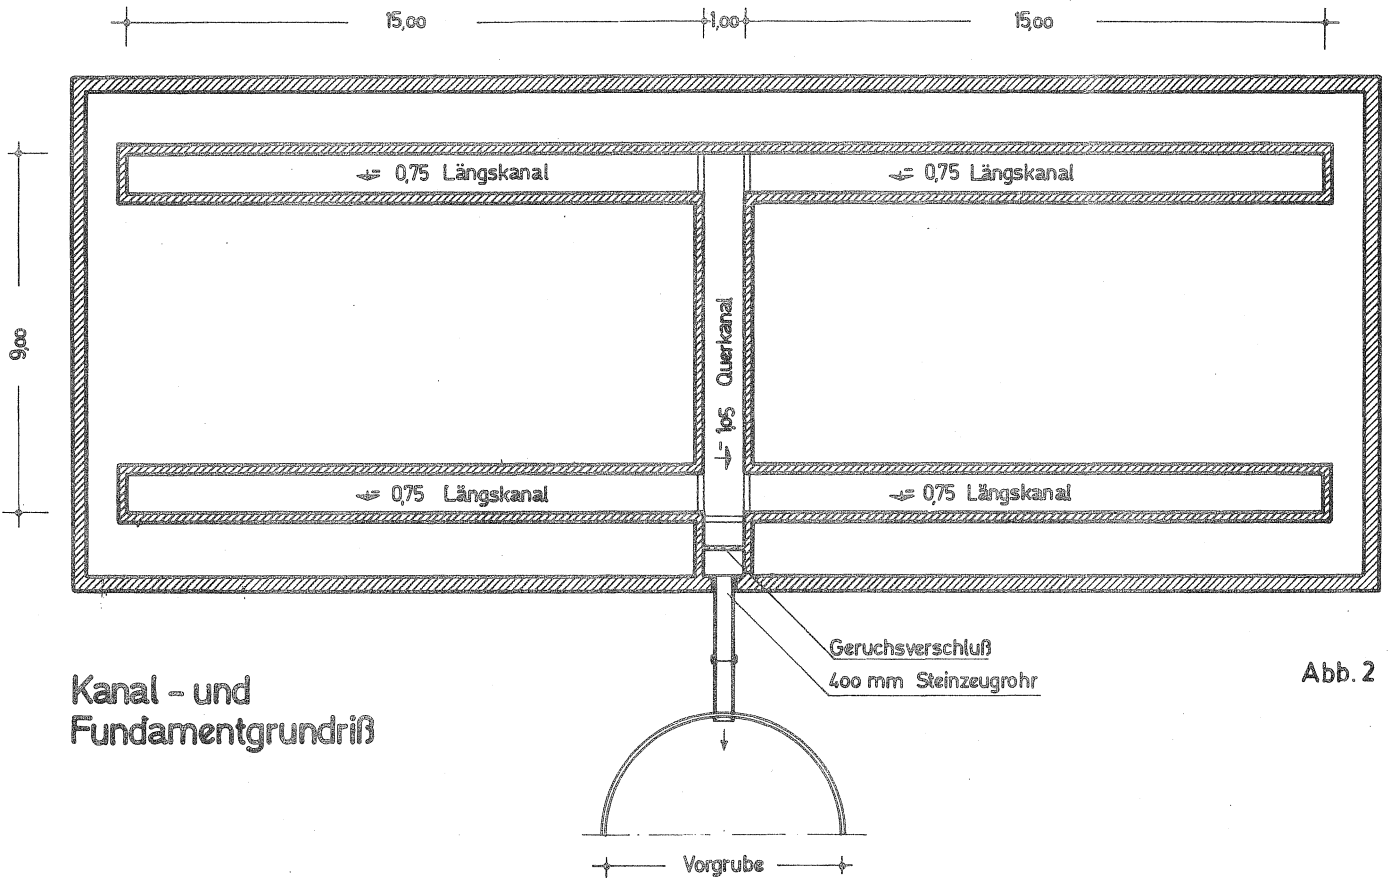 15,00 1,00 15,00
0,75 Längskanal 0,75 Längskanal
9,00
1,05 Querkanal
0,75 Längskanal 0,75 Längskanal
Geruchsverschluß
400 mm Steinzeugrohr
Abb. 2
Kanal - und
Fundamentgrundriß
Vorgrube